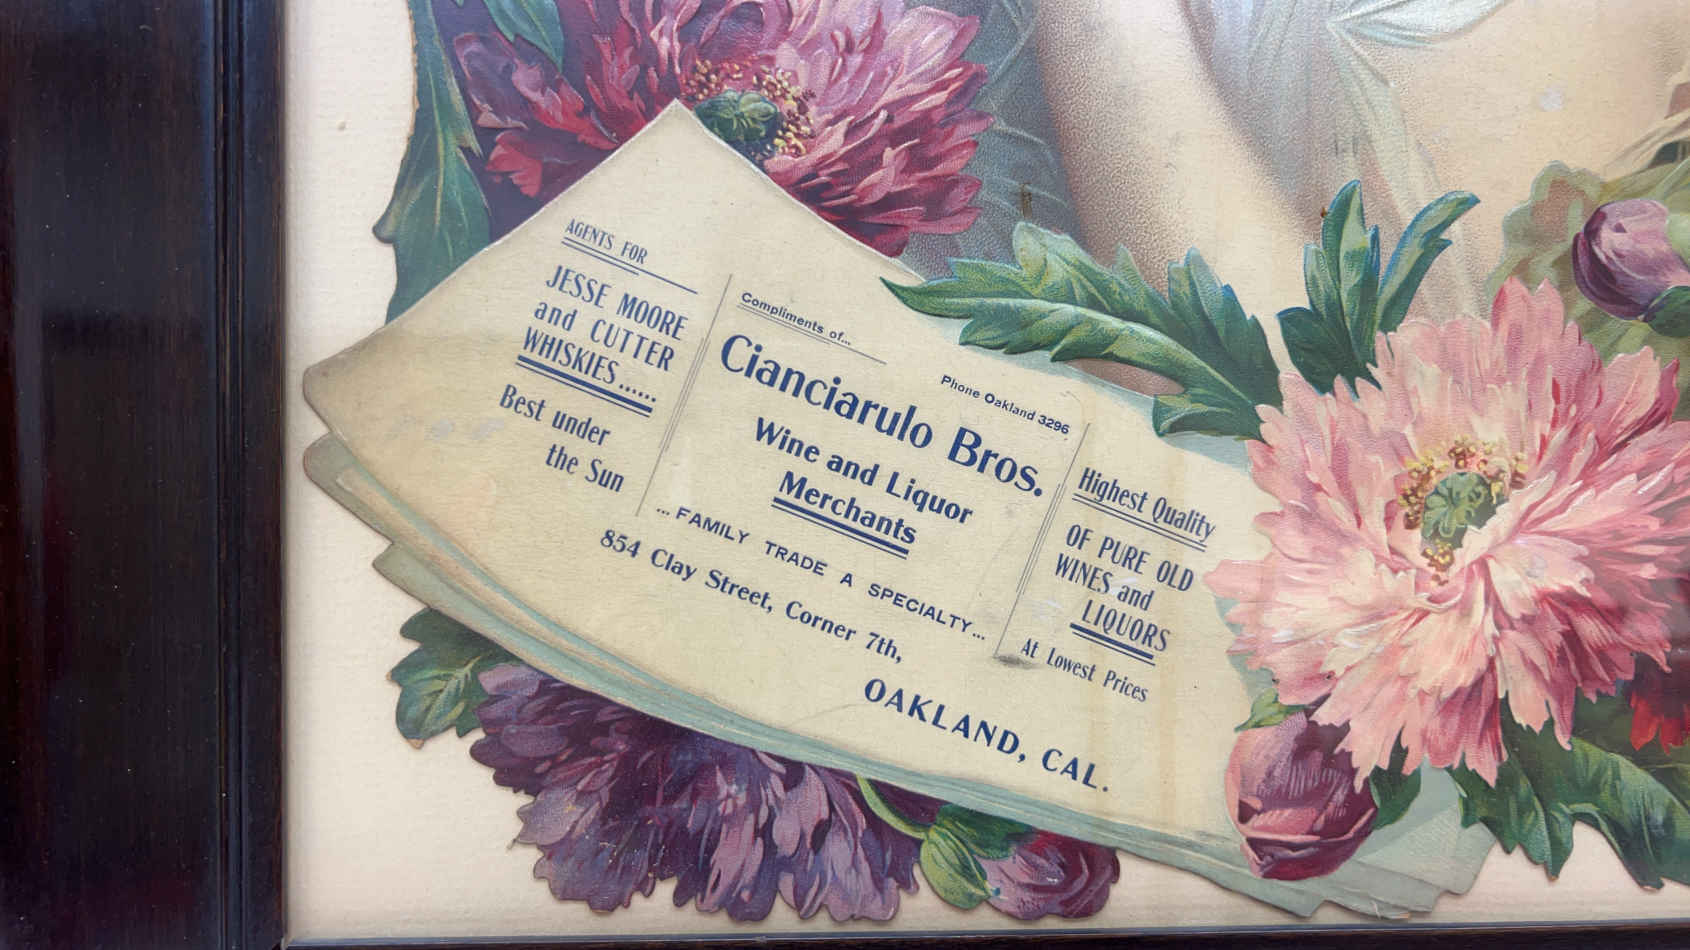 AGENTS FOR
JESSE MOORE
and CUTTER
WHISKIES......
Best under
the Sun
Compliments of...
Phone Oakland 3296
Cianciarulo Bros.
Wine and Liquor
Merchants
... FAMILY TRADE A SPECIALTY...
854 Clay Street, Corner 7th,
OAKLAND, CAL.
Highest Quality
OF PURE OLD
WINES and
LIQUORS
At Lowest Prices